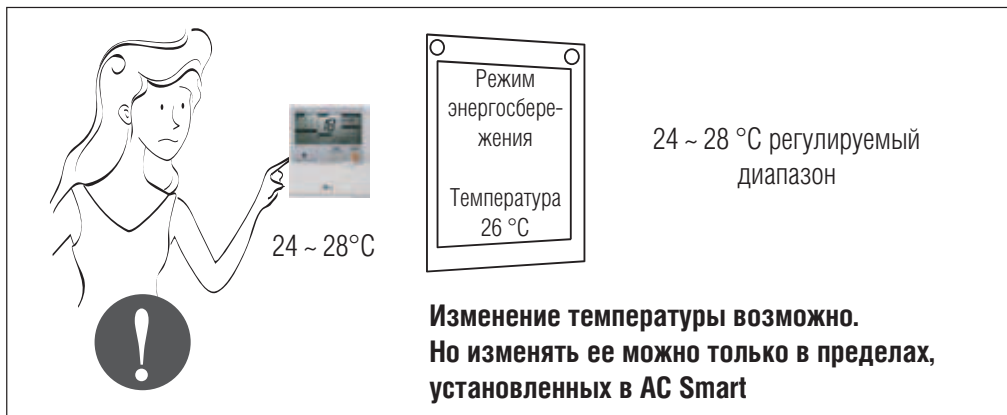 24 ~ 28°C
Режим
энергосбере-
жения
Температура
26 °C
24 ~ 28 °C регулируемый
диапазон
Изменение температуры возможно.
Но изменять ее можно только в пределах,
установленных в AC Smart